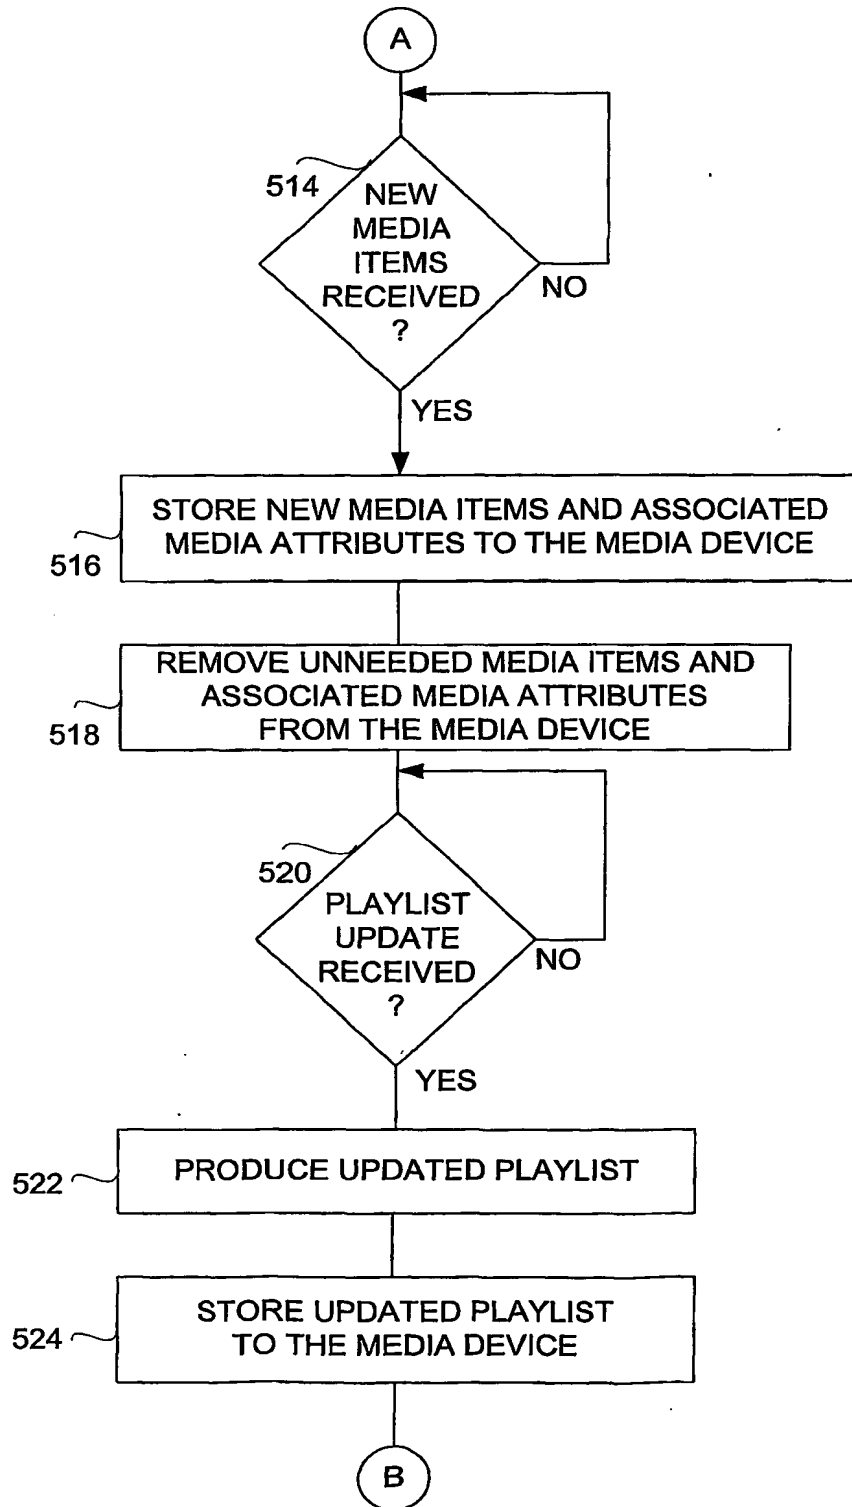 A
514
NEW
MEDIA
ITEMS
RECEIVED
?
NO
YES
STORE NEW MEDIA ITEMS AND ASSOCIATED
MEDIA ATTRIBUTES TO THE MEDIA DEVICE
516
REMOVE UNNEEDED MEDIA ITEMS AND
ASSOCIATED MEDIA ATTRIBUTES
FROM THE MEDIA DEVICE
518
520
PLAYLIST
UPDATE
RECEIVED
?
NO
YES
PRODUCE UPDATED PLAYLIST
522
STORE UPDATED PLAYLIST
TO THE MEDIA DEVICE
524
B